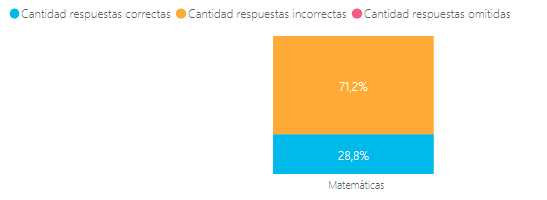 Cantidad respuestas correctas Cantidad respuestas incorrectas Cantidad respuestas omitidas
71,2%
28,8%
Matemáticas